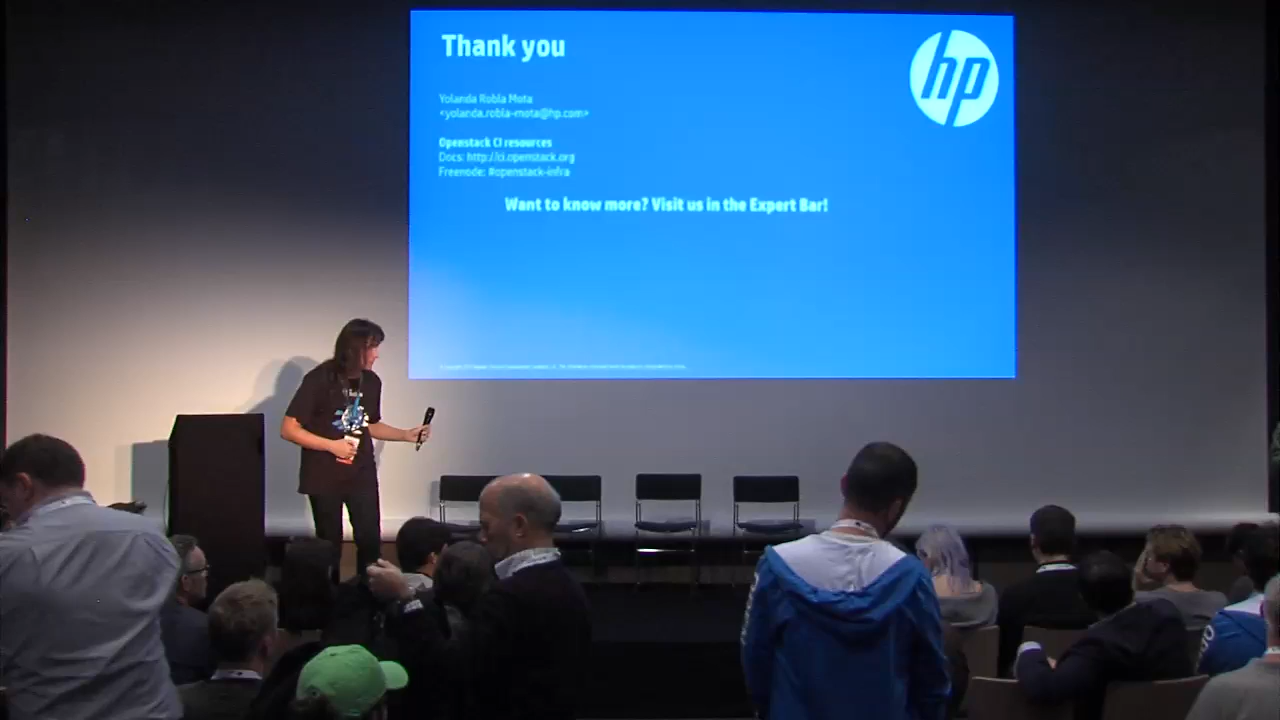 Thank you
hp
Yolanda Robla Mota
<yolanda.robla-mota@hp.com>
Openstack CI resources
Docs: http://ci.openstack.org
Freenode: #openstack-infra
Want to know more? Visit us in the Expert Bar!